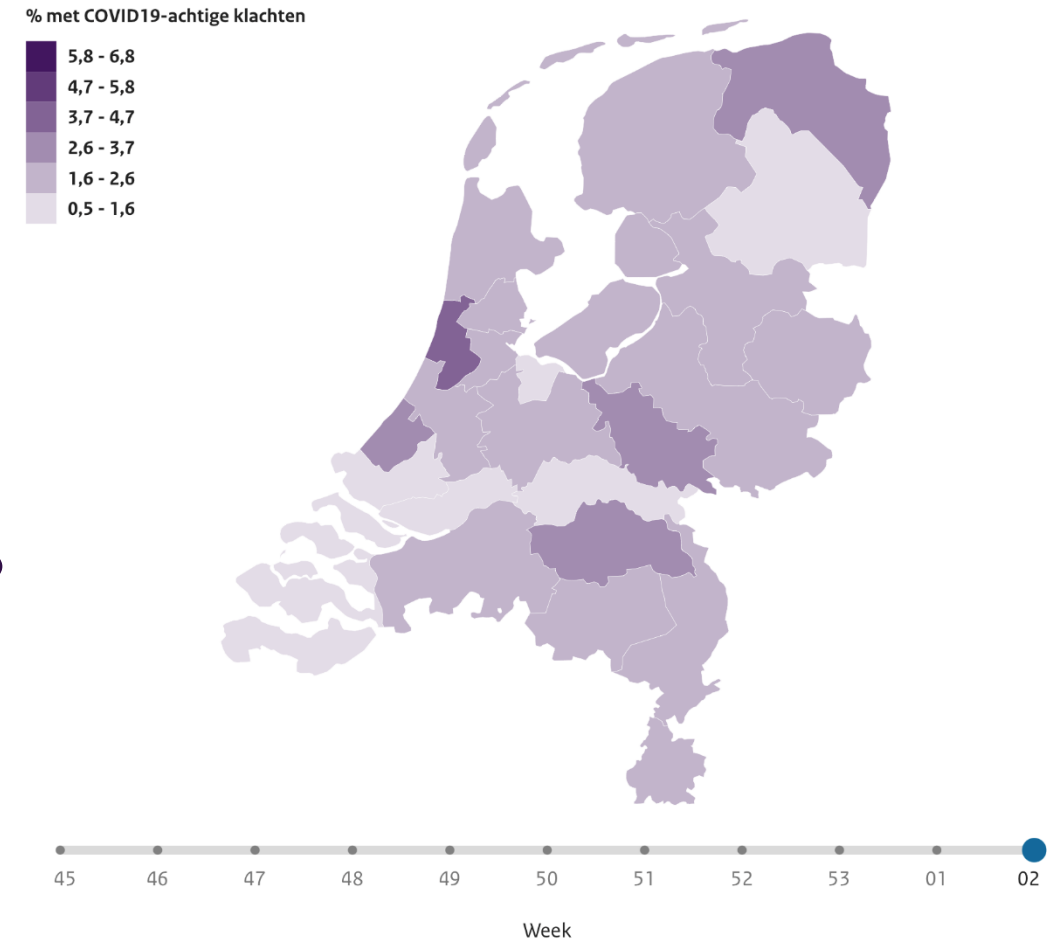 % met COVID19-achtige klachten
5,8 - 6,8
4,7 - 5,8
3,7 - 4,7
2,6 - 3,7
1,6 - 2,6
0,5 - 1,6
45 46 47 48 49 50 51 52 53 01 02
Week